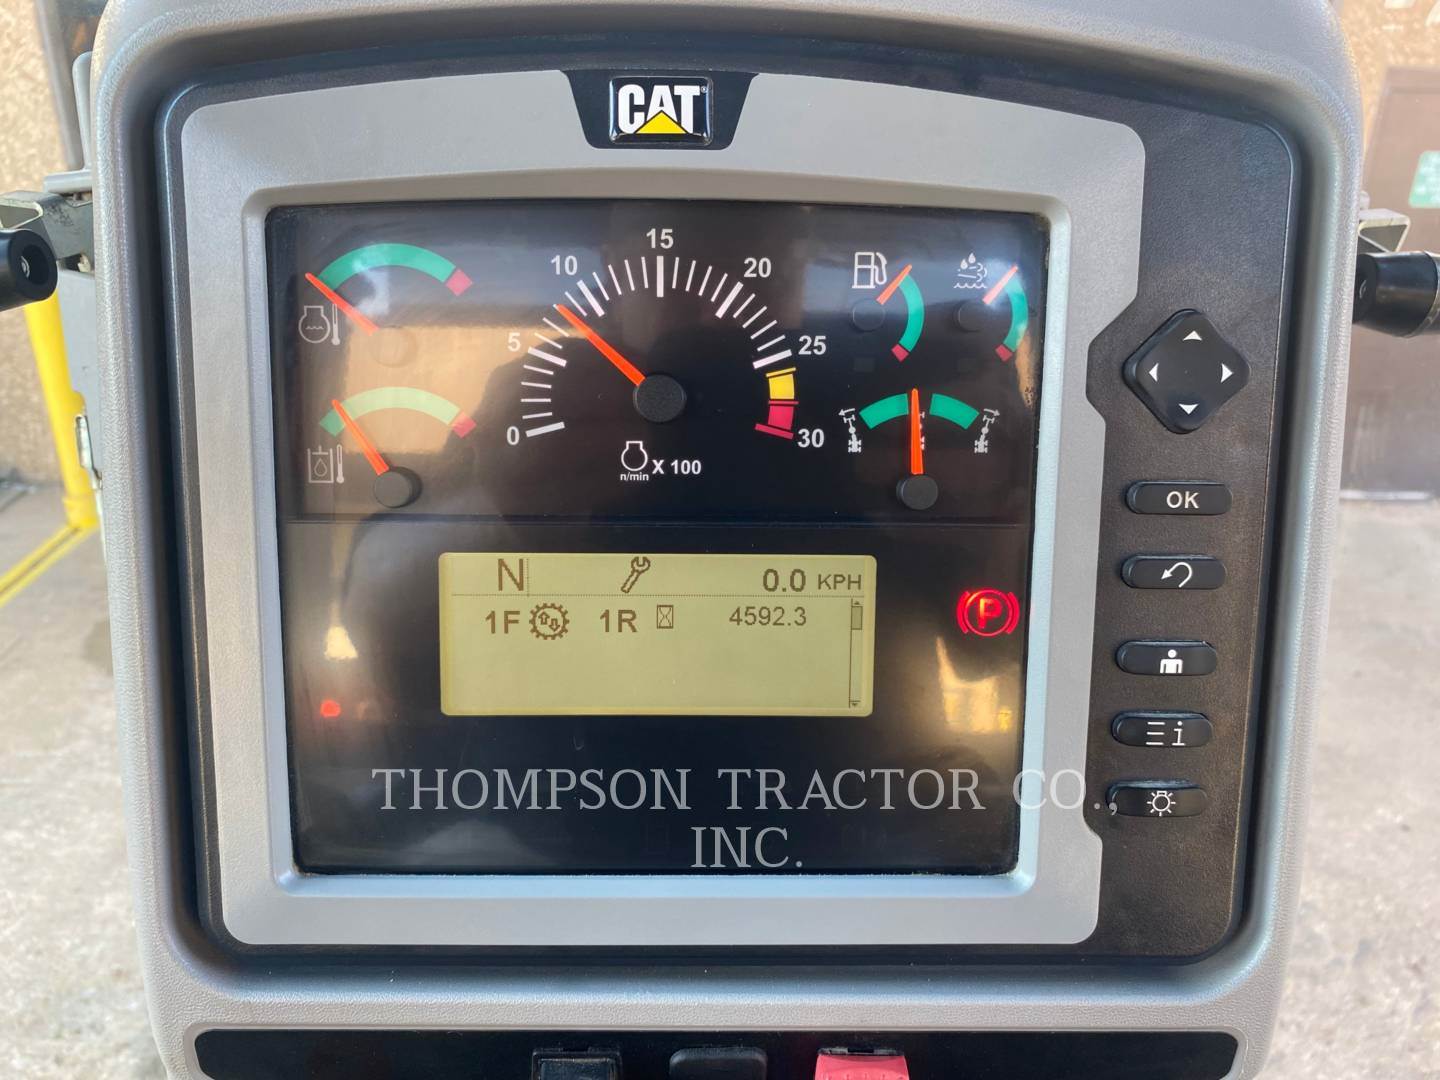 CAT
15
10
20
5
25
0
30
n/min X 100
OK
N 0.0 KPH
1F 1R 4592.3
P
i
THOMPSON TRACTOR CO.,
INC.